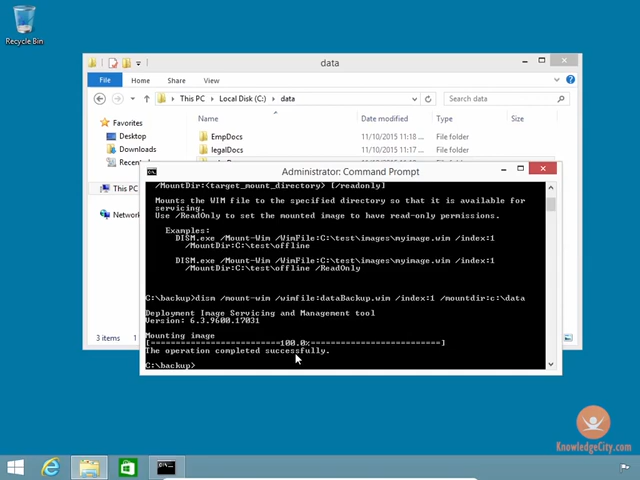 Recycle Bin
data
File
Home
Share
View
This PC
Local Disk (C:)
data
Search data
Favorites
Desktop
Downloads
This PC
Name
Date modified
Type
Size
EmpDocs
11/10/2015 11:18 ...
File folder
legalDocs
11/10/2015 11:17 ...
File folder
3 items
Administrator: Command Prompt
/MountDir:<target_mount_directory> [/readonly]
Mounts the WIM file to the specified directory so that it is available for
servicing.
Use /ReadOnly to set the mounted image to have read-only permissions.
Examples:
DISM.exe /Mount-Wim /WimFile:C:\test\images\myimage.wim /index:1
/MountDir:C:\test\offline
DISM.exe /Mount-Wim /WimFile:C:\test\images\myimage.wim /index:1
/MountDir:C:\test\offline /ReadOnly
C:\backup>dism /mount-wim /wimfile:dataBackup.wim /index:1 /mountdir:c:\data
Deployment Image Servicing and Management tool
Version: 6.3.9600.17031
Mounting image
[==========================100.0%==========================]
The operation completed successfully.
C:\backup>
KnowledgeCity.com